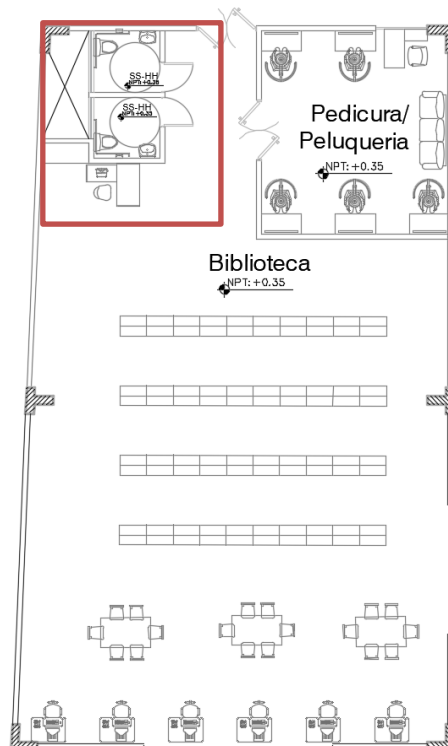 SS-HH
NPT: +0.35
SS-HH
NPT: +0.35
Pedicura/
Peluqueria
NPT: +0.35
Biblioteca
NPT: +0.35